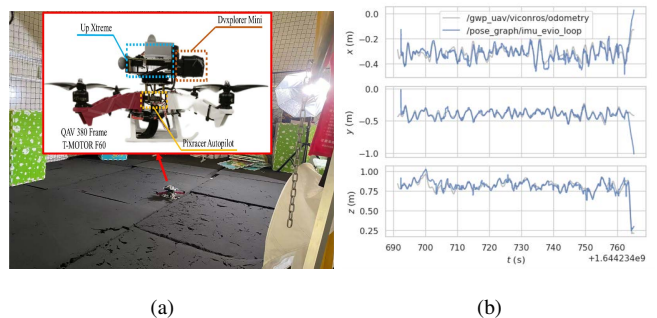 Up Xtreme
Dvxplorer Mini
QAV 380 Frame
T-MOTOR F60
Pixracer Autopilot
(a)
/gwp_uav/viconros/odometry
/pose_graph/imu_evio_loop
0.0
−0.2
−0.4
x (m)
0.0
−0.5
−1.0
y (m)
1.00
0.75
0.50
0.25
z (m)
690 700 710 720 730 740 750 760
t (s)
+1.644234e9
(b)